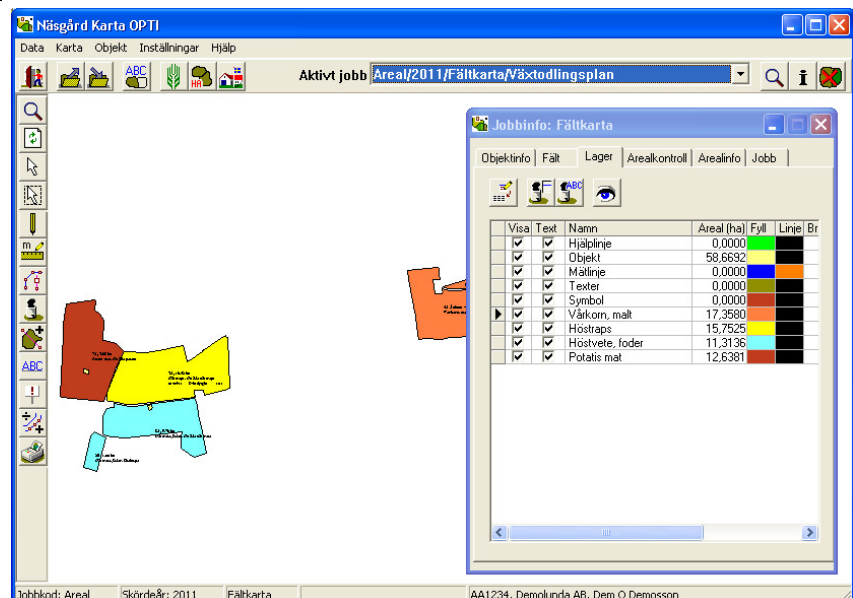 Näsgård Karta OPTI
Data Karta Objekt Inställningar Hjälp
ABC HA Aktivt jobb Areal/2011/Fältkarta/Växtodlingsplan
Jobbinfo: Fältkarta
Objektinfo Fält Lager Arealkontroll Arealinfo Jobb
F ABC
Visa Text Namn Areal (ha) Fyll Linje Br
Hjälplinje 0,0000
Objekt 58,6692
Mätlinje 0,0000
Texter 0,0000
Symbol 0,0000
Vårkorn, malt 17,3580
Höstraps 15,7525
Höstvete, foder 11,3136
Potatis mat 12,6381
m
ABC
Jobbkod: Areal Skördeår: 2011 Fältkarta AA1234, Demolunda AB, Dem O Demosson